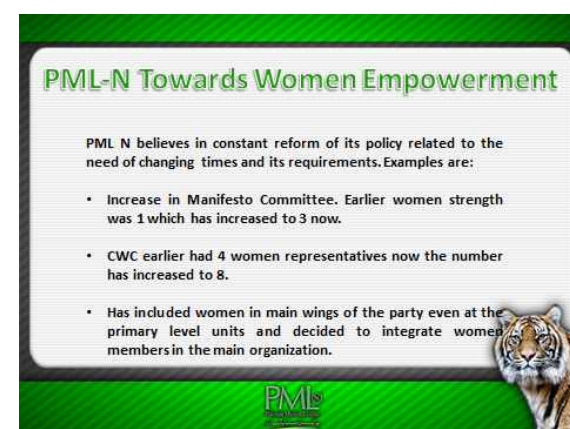 PML-N Towards Women Empowerment
PML N believes in constant reform of its policy related to the
need of changing times and its requirements. Examples are:
• Increase in Manifesto Committee. Earlier women strength
was 1 which has increased to 3 now.
• CWC earlier had 4 women representatives now the number
has increased to 8.
• Has included women in main wings of the party even at the
primary level units and decided to integrate women
members in the main organization.
PMLN